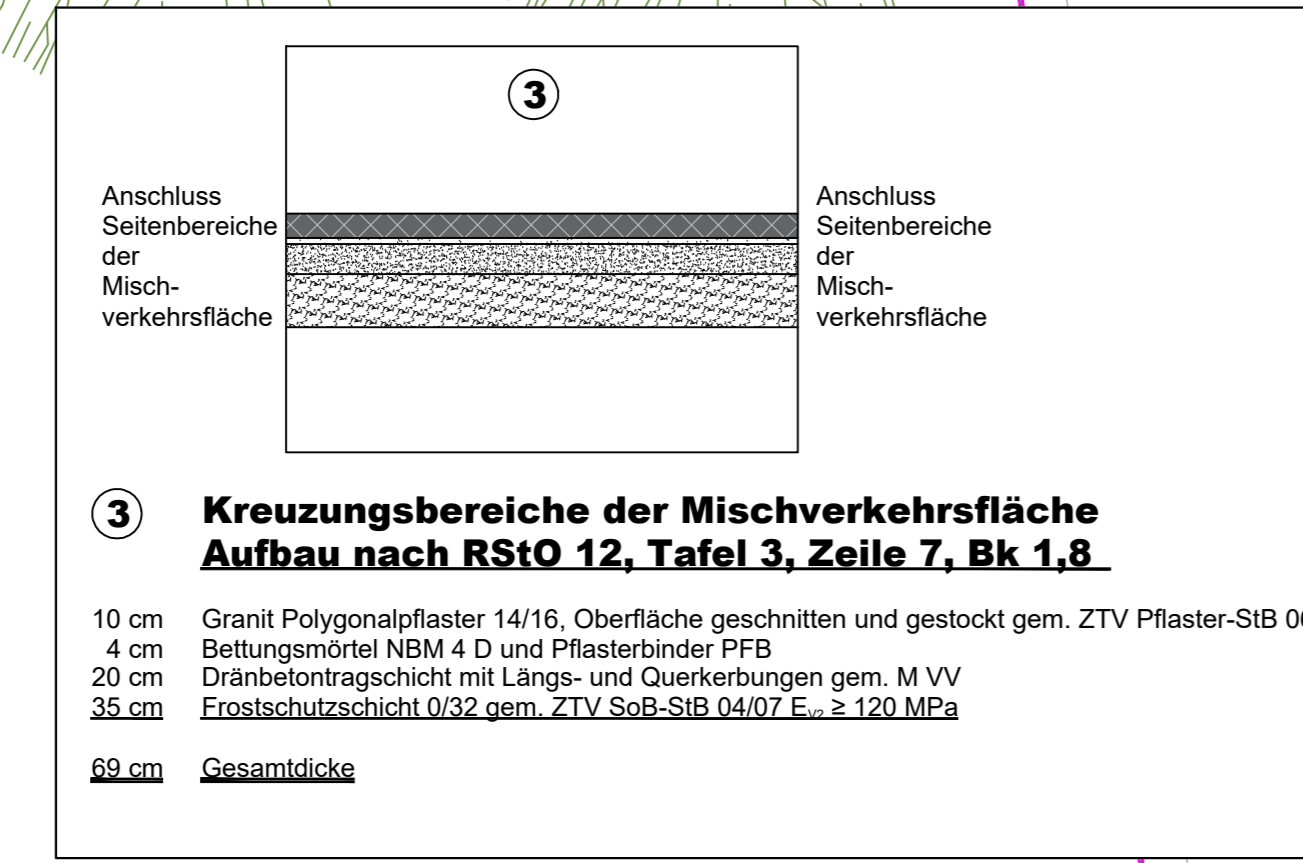 3
Anschluss
Seitenbereiche
der
Misch-
verkehrsfläche
Anschluss
Seitenbereiche
der
Misch-
verkehrsfläche
3 Kreuzungsbereiche der Mischverkehrsfläche
Aufbau nach RStO 12, Tafel 3, Zeile 7, Bk 1,8
10 cm Granit Polygonalpflaster 14/16, Oberfläche geschnitten und gestockt gem. ZTV Pflaster-StB
4 cm Bettungsmörtel NBM 4 D und Pflasterbinder PFB
20 cm Dränbetontragschicht mit Längs- und Querkerbungen gem. M VV
35 cm Frostschutzschicht 0/32 gem. ZTV SoB-StB 04/07 Ev2 ≥ 120 MPa
69 cm Gesamtdicke